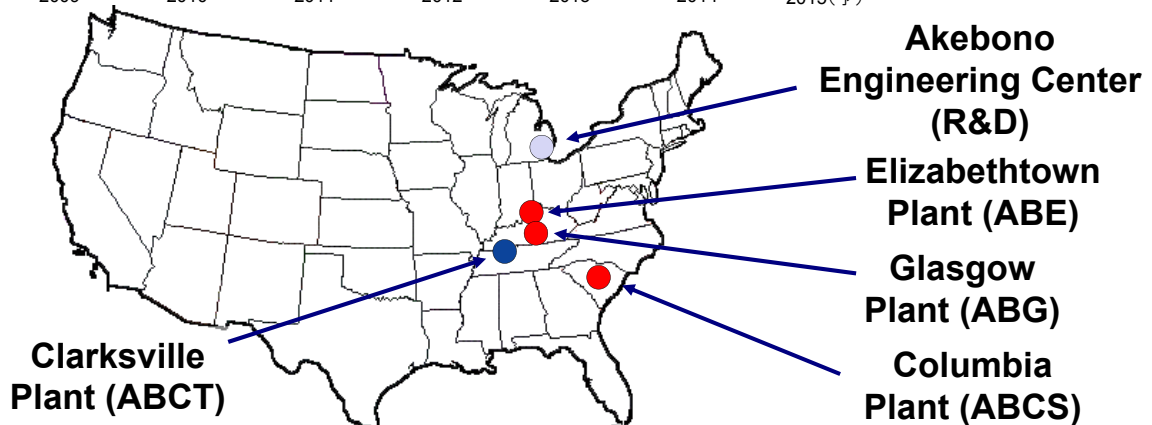 Akebono
Engineering Center
(R&D)
Elizabethtown
Plant (ABE)
Glasgow
Plant (ABG)
Clarksville
Plant (ABCT)
Columbia
Plant (ABCS)